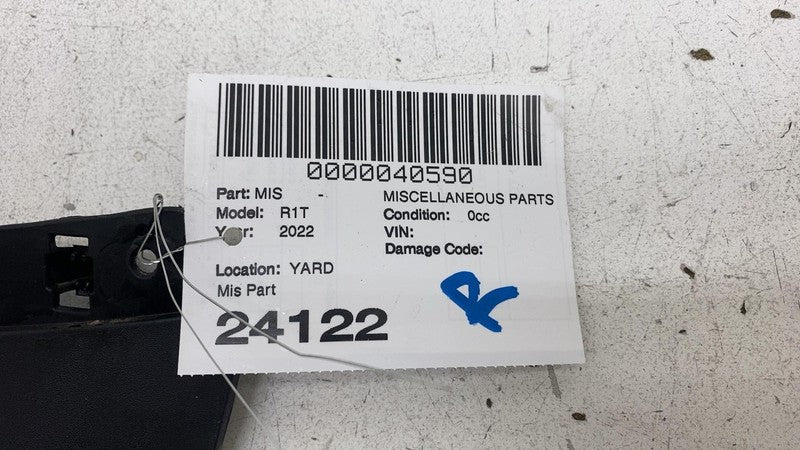 0000040590
Part: MIS - MISCELLANEOUS PARTS
Model: R1T Condition: 0cc
Year: 2022 VIN:
Damage Code:
Location: YARD
Mis Part
24122
R